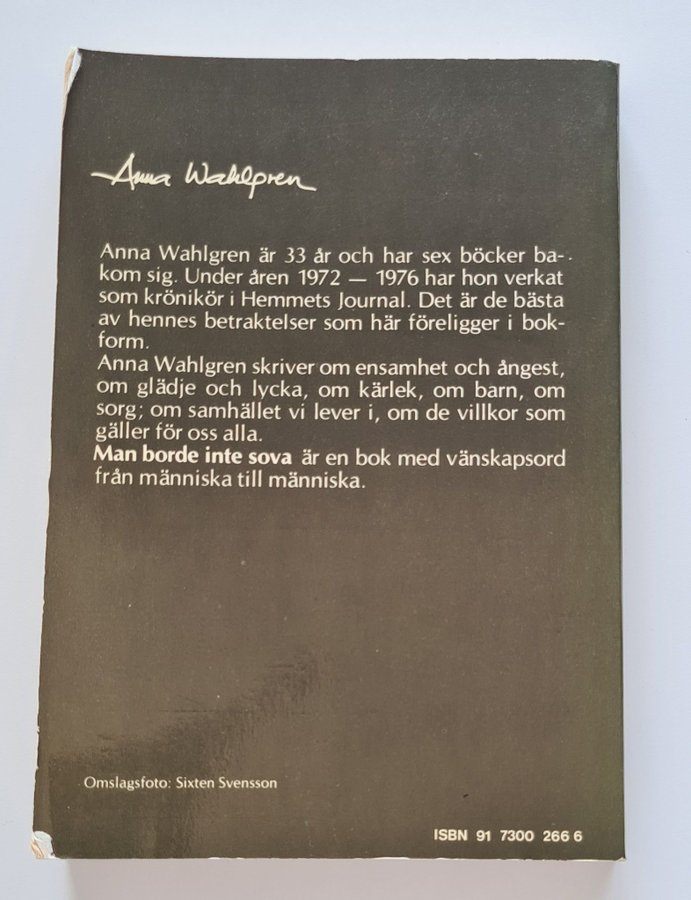 Anna Wahlgren
Anna Wahlgren är 33 år och har sex böcker ba-
kom sig. Under åren 1972 — 1976 har hon verkat
som krönikör i Hemmets Journal. Det är de bästa
av hennes betraktelser som här föreligger i bok-
form.
Anna Wahlgren skriver om ensamhet och ångest,
om glädje och lycka, om kärlek, om barn, om
sorg; om samhället vi lever i, om de villkor som
gäller för oss alla.
Man borde inte sova är en bok med vänskapsord
från människa till människa.
Omslagsfoto: Sixten Svensson
ISBN 91 7300 266 6